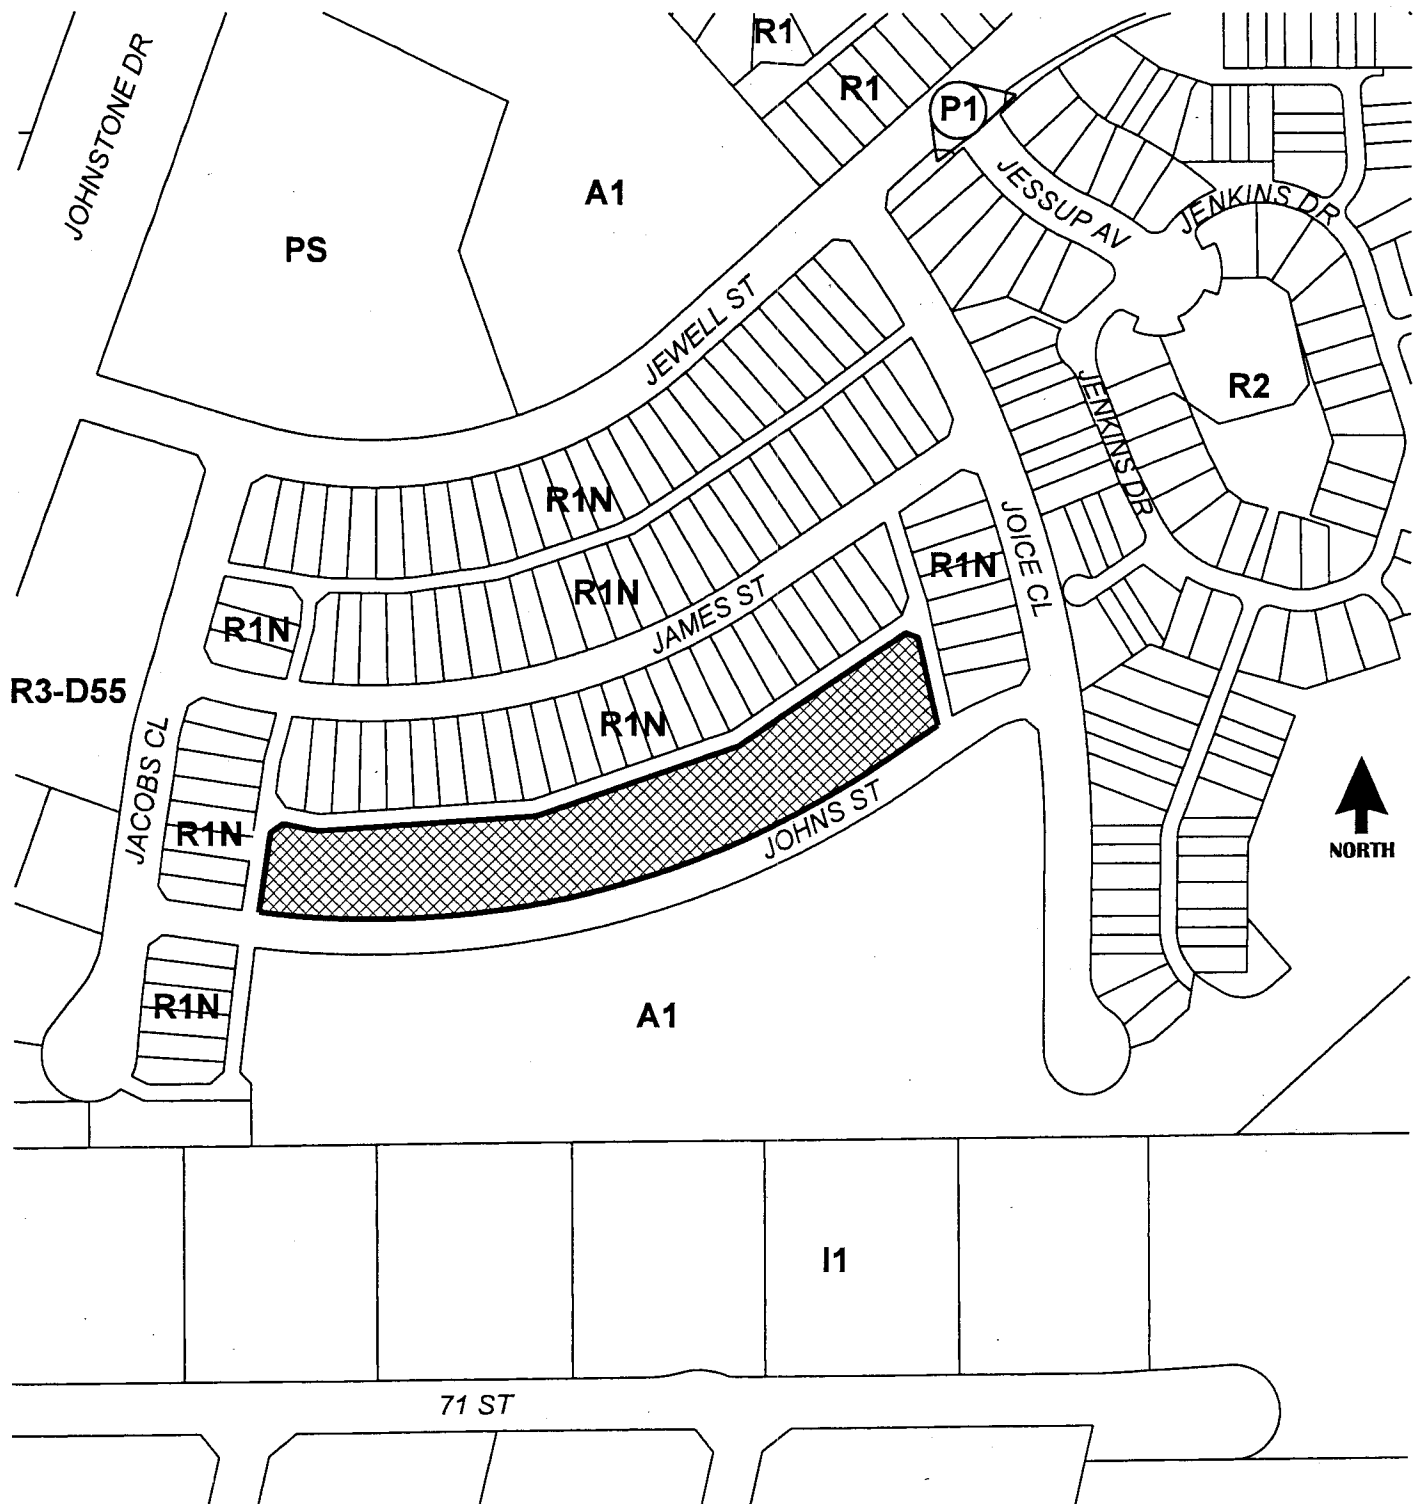 R1
JOHNSTONE DR
R1
P1
A1
JESSUP AV
JENKINS DR
PS
JEWELL ST
R2
JENKINS DR
R1N
JOICE CL
R1N
R1N
JAMES ST
R1N
R3-D55
R1N
JACOBS CL
R1N
JOHNS ST
NORTH
R1N
A1
I1
71 ST